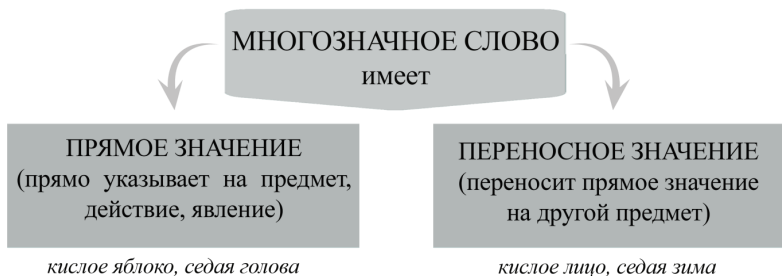 МНОГОЗНАЧНОЕ СЛОВО
имеет
ПРЯМОЕ ЗНАЧЕНИЕ
(прямо указывает на предмет,
действие, явление)
кислое яблоко, седая голова
ПЕРЕНОСНОЕ ЗНАЧЕНИЕ
(переносит прямое значение
на другой предмет)
кислое лицо, седая зима